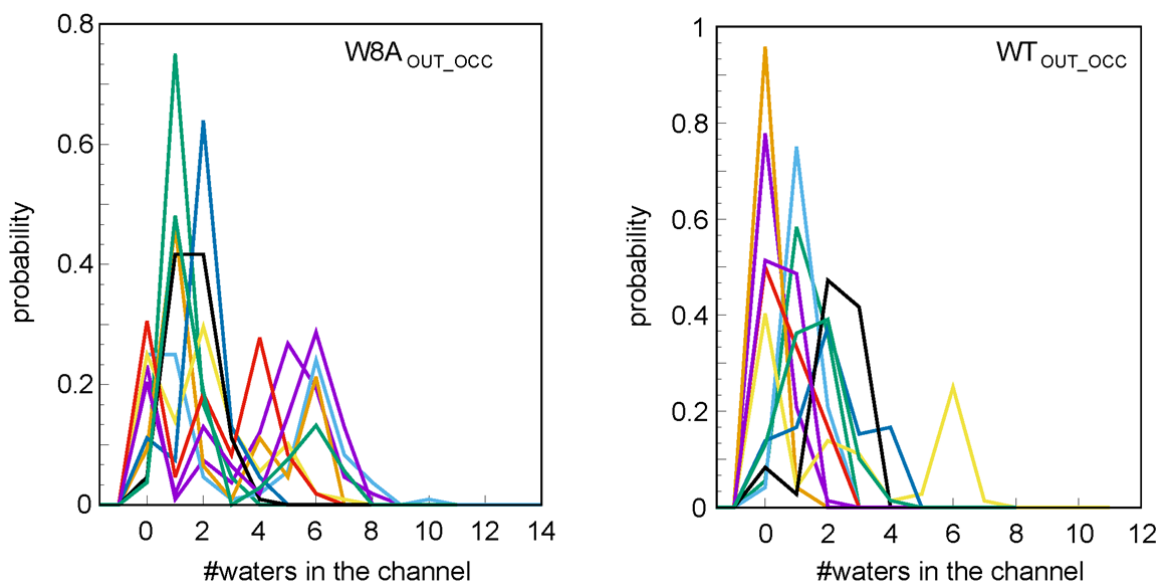 W8A OUT_OCC
probability
0.8
0.6
0.4
0.2
0
0 2 4 6 8 10 12 14
#waters in the channel
WT OUT_OCC
probability
1
0.8
0.6
0.4
0.2
0
0 2 4 6 8 10 12
#waters in the channel